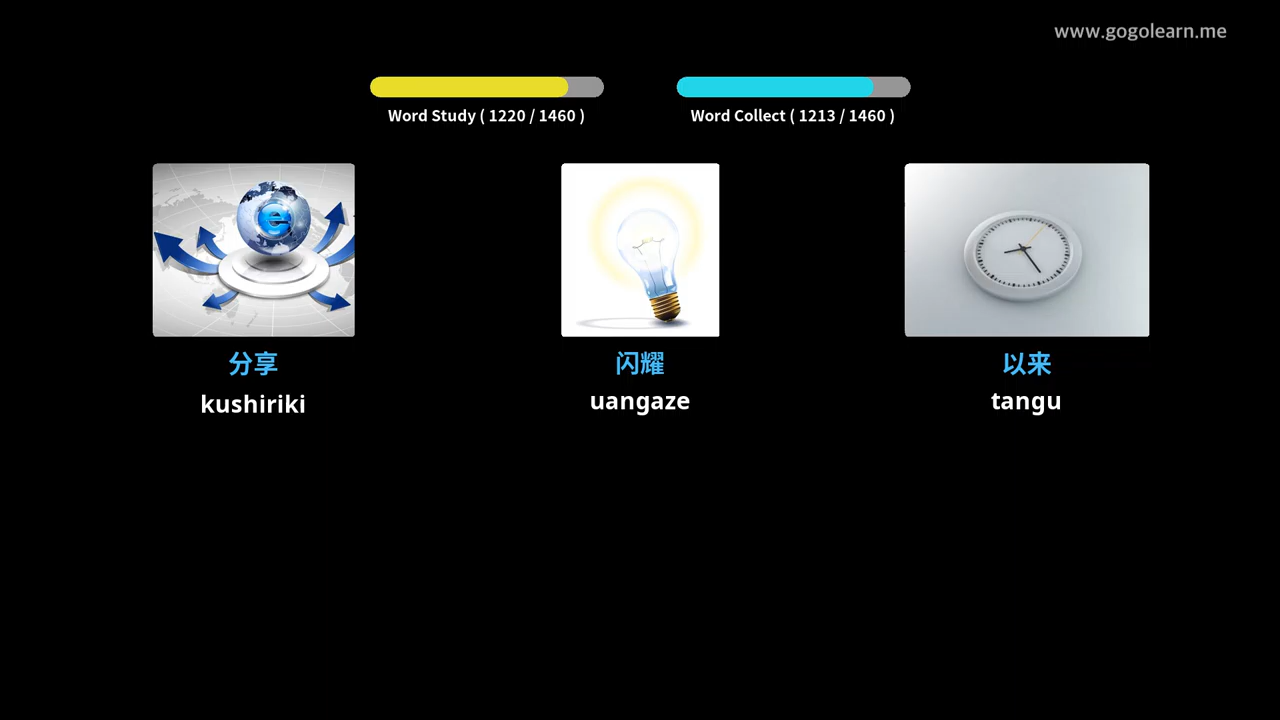 www.gogolearn.me
Word Study ( 1220 / 1460 )
Word Collect ( 1213 / 1460 )
e
分享
kushiriki
闪耀
uangaze
以来
tangu